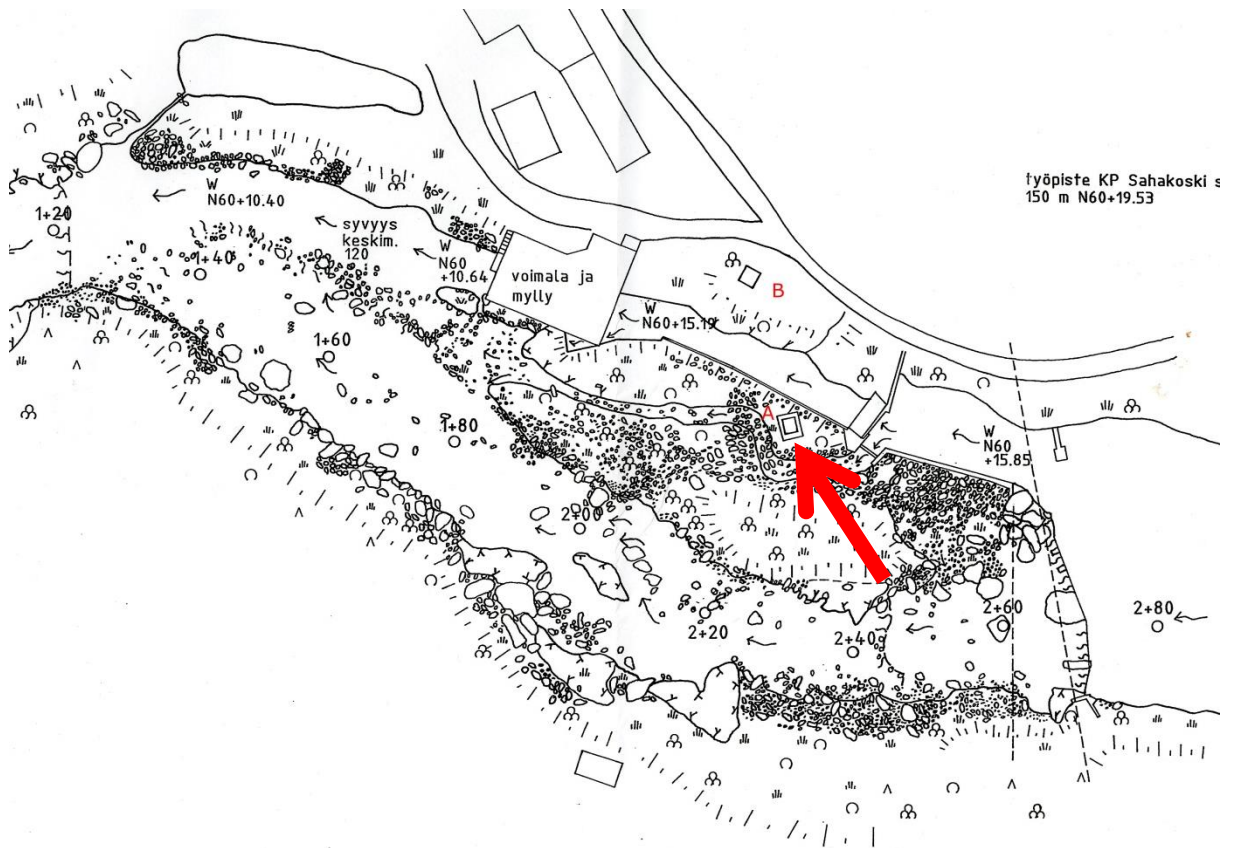 työpiste KP Sahakoski s
150 m N60+19.53
W
N60+10.40
1+20
syvyys
keskim.
120
1+40
W
N60
+10.64
voimala ja
mylly
B
W
N60+15.19
1+60
A
1+80
W
N60
+15.85
2+00
2+20
2+40
2+60
2+80